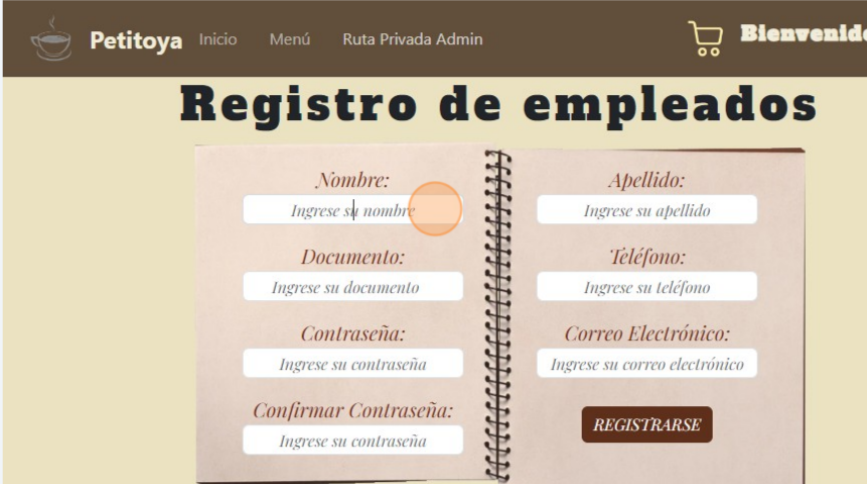 Petitoya Inicio Menú Ruta Privada Admin
Registro de empleados
Nombre:
Ingrese su nombre
Documento:
Ingrese su documento
Contraseña:
Ingrese su contraseña
Confirmar Contraseña:
Ingrese su contraseña
Apellido:
Ingrese su apellido
Teléfono:
Ingrese su teléfono
Correo Electrónico:
Ingrese su correo electrónico
REGISTRARSE